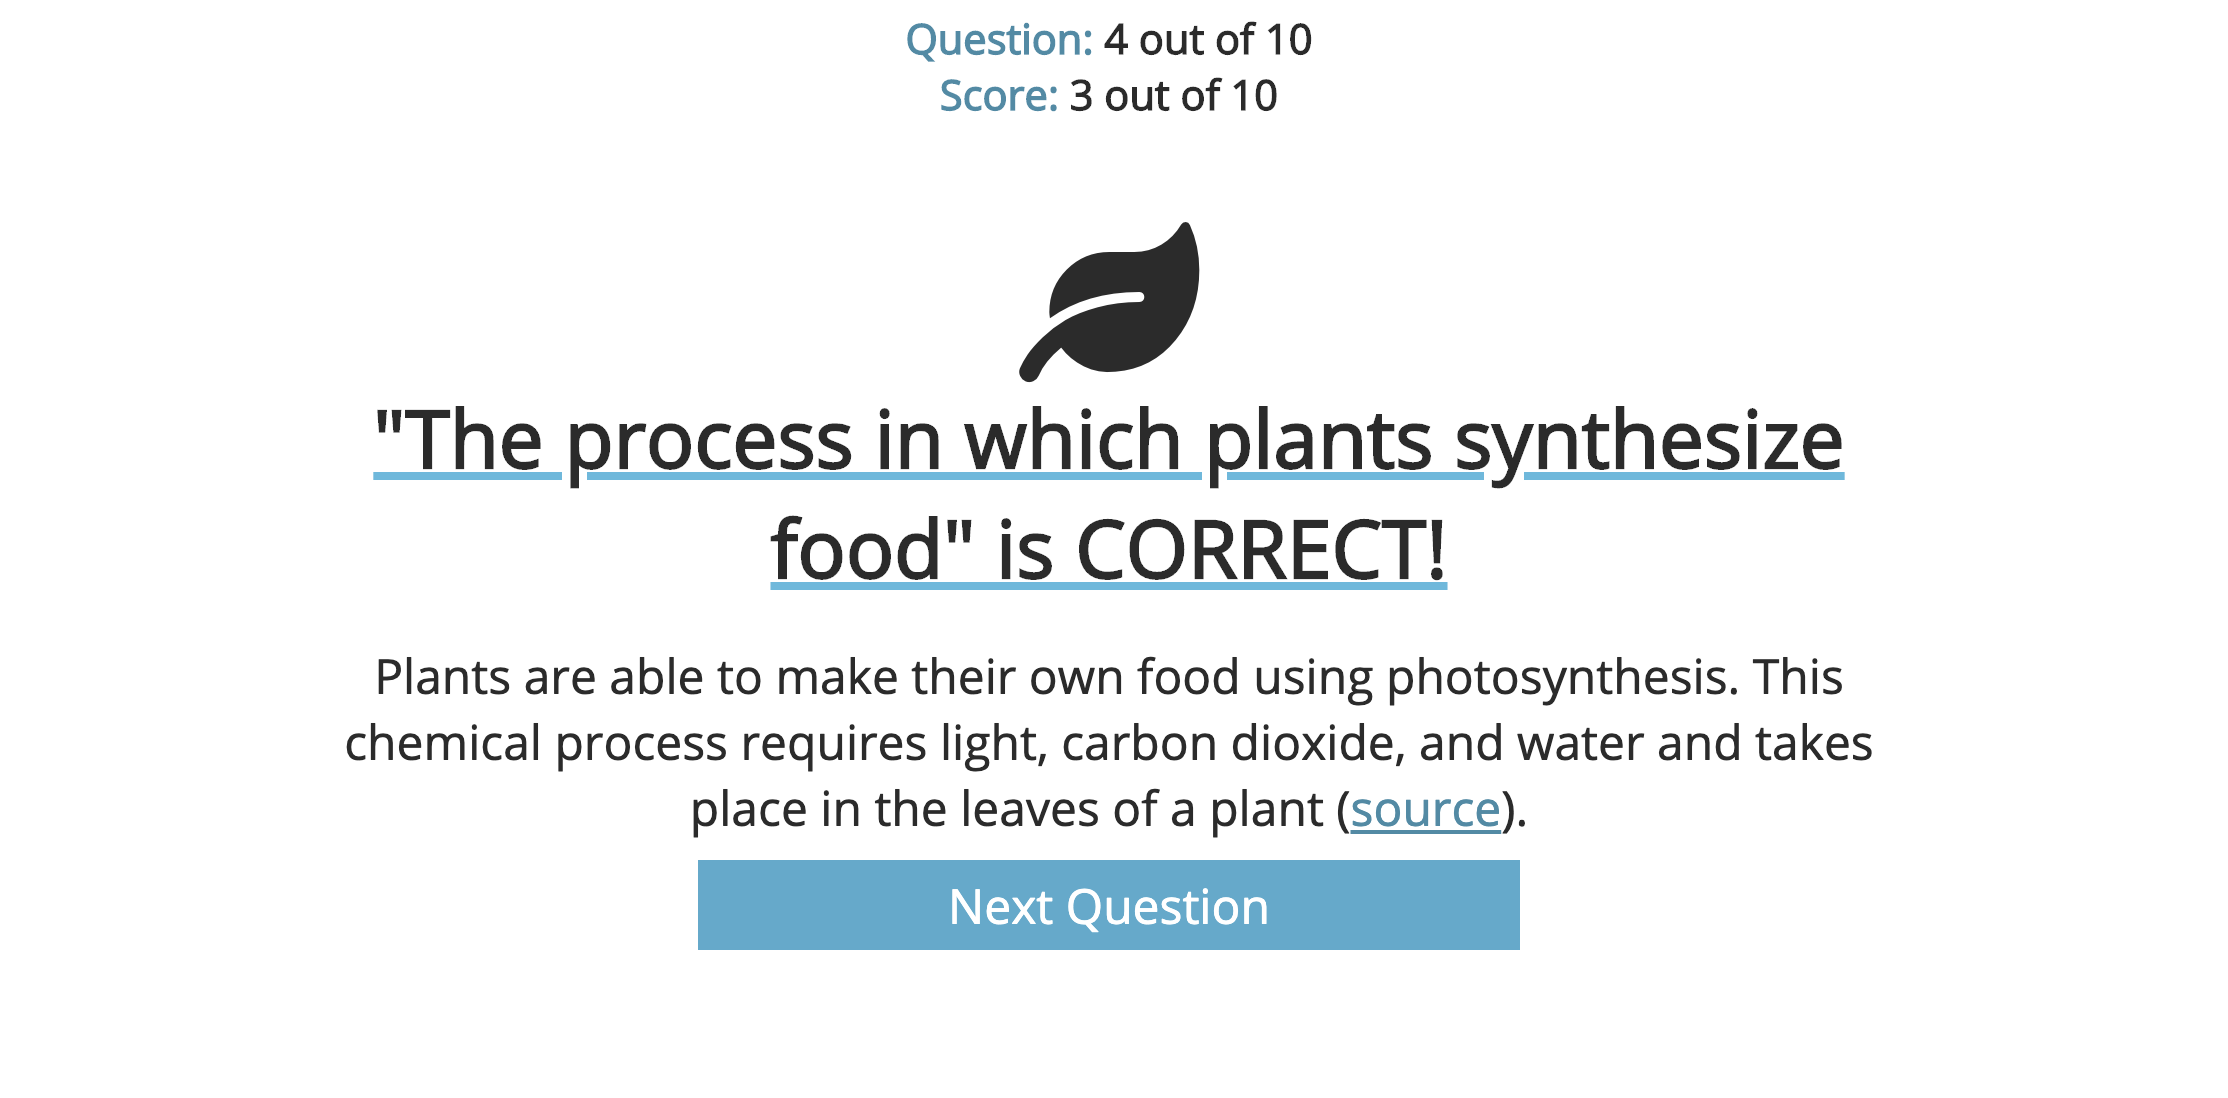 Question: 4 out of 10
Score: 3 out of 10
"The process in which plants synthesize
food" is CORRECT!
Plants are able to make their own food using photosynthesis. This
chemical process requires light, carbon dioxide, and water and takes
place in the leaves of a plant (source).
Next Question